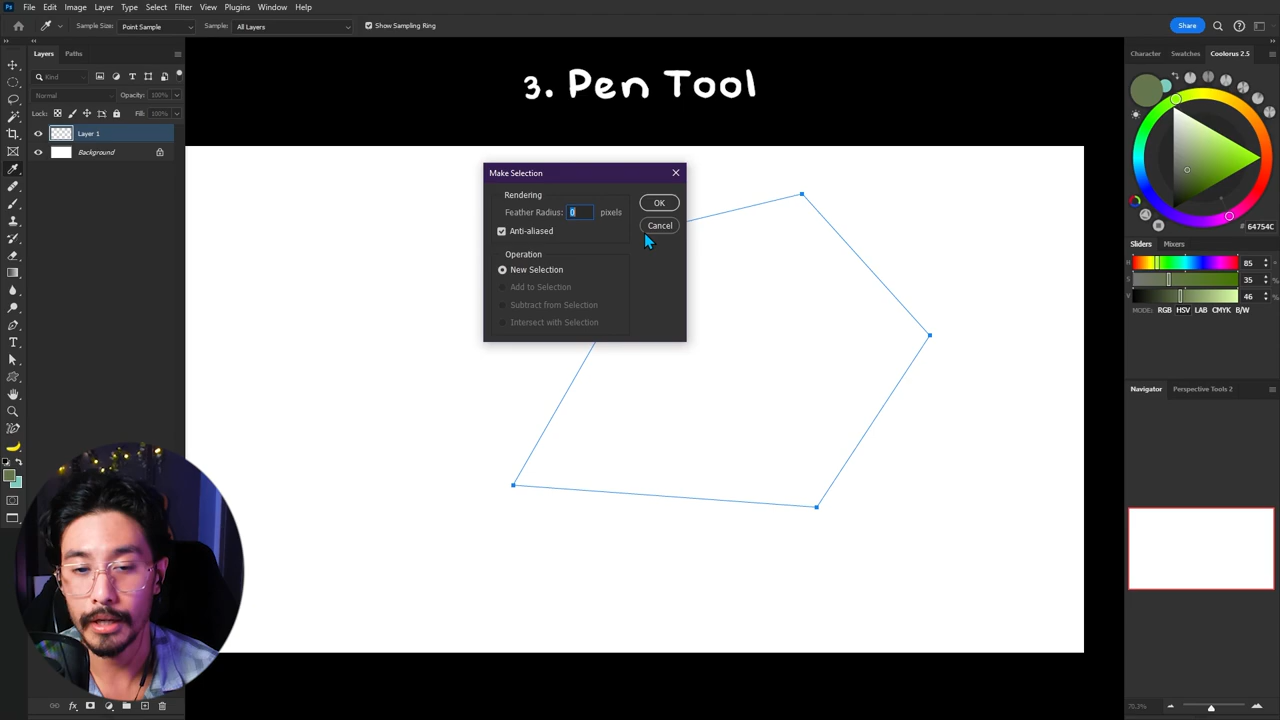 Ps File Edit Image Layer Type Select Filter View Plugins Window Help
Sample Size: Point Sample Sample: All Layers Show Sampling Ring Share
Layers Paths
Kind
Normal Opacity: 100%
Lock: Fill: 100%
Layer 1
Background
3. Pen Tool
Make Selection
Rendering
Feather Radius: 0 pixels
Anti-aliased
OK
Cancel
Operation
New Selection
Add to Selection
Subtract from Selection
Intersect with Selection
Character Swatches Coolorus 2.5
# 64754C
Sliders Mixers
H 85 °
S 35 %
V 46 %
MODE: RGB HSV LAB CMYK B/W
Navigator Perspective Tools 2
70.3%